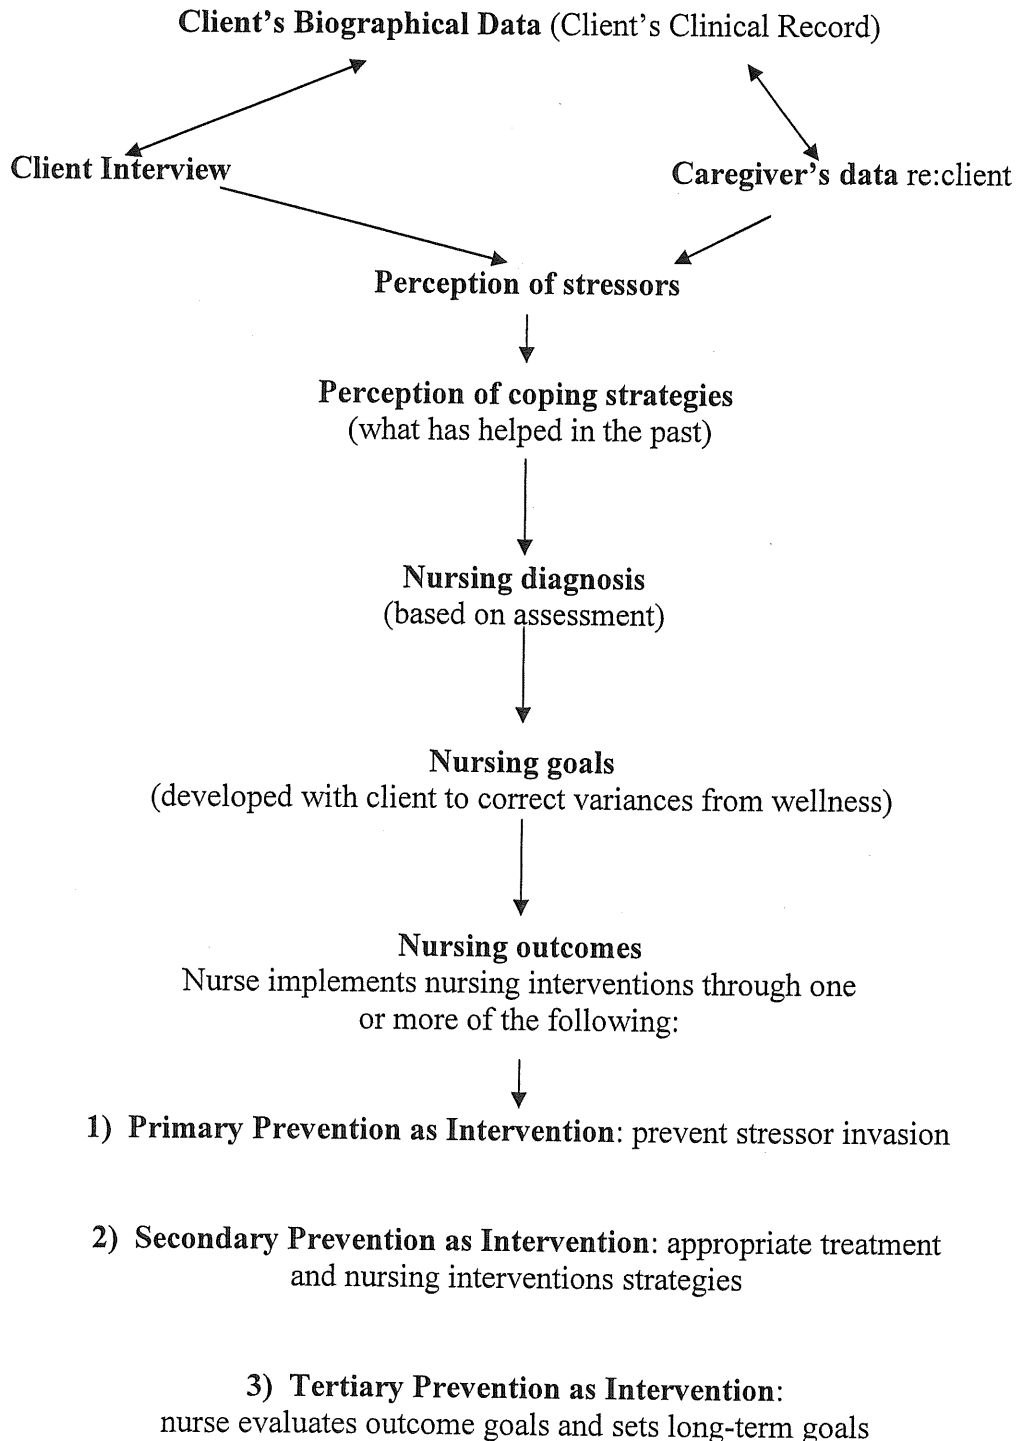 Client's Biographical Data (Client's Clinical Record)
Client Interview
Caregiver's data re:client
Perception of stressors
Perception of coping strategies
(what has helped in the past)
Nursing diagnosis
(based on assessment)
Nursing goals
(developed with client to correct variances from wellness)
Nursing outcomes
Nurse implements nursing interventions through one
or more of the following:
1) Primary Prevention as Intervention: prevent stressor invasion
2) Secondary Prevention as Intervention: appropriate treatment
and nursing interventions strategies
3) Tertiary Prevention as Intervention:
nurse evaluates outcome goals and sets long-term goals